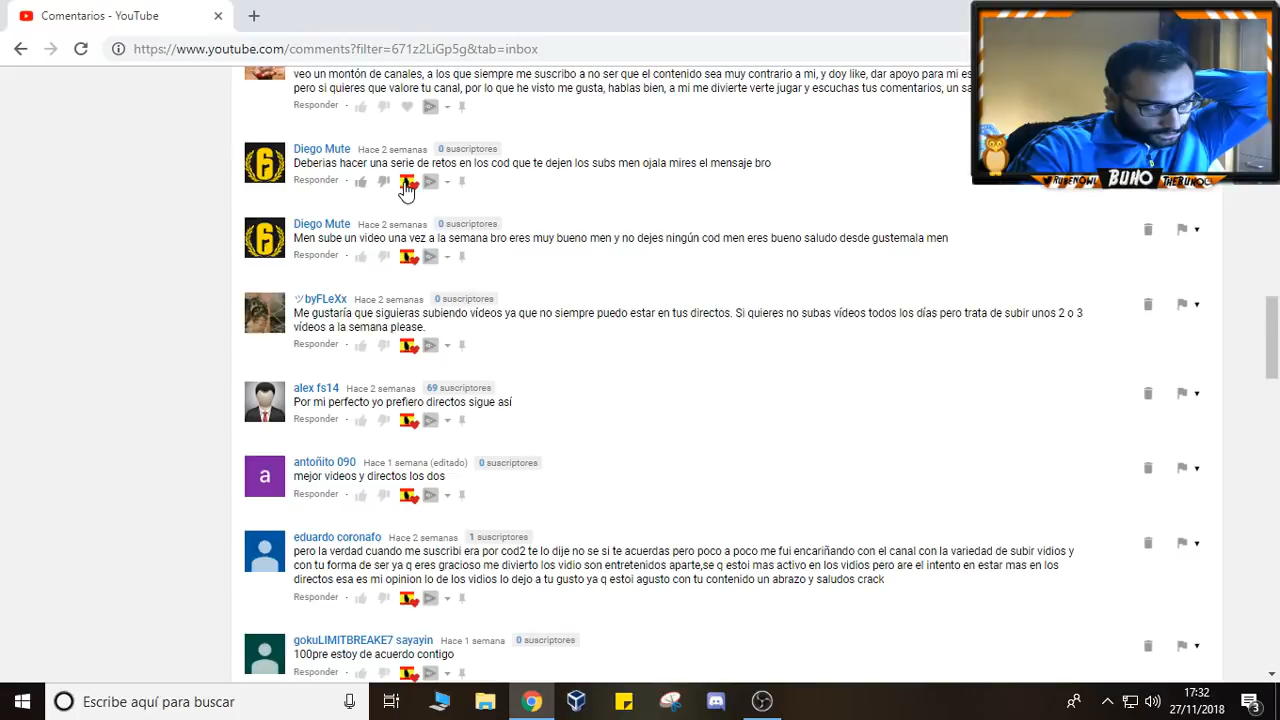 Comentarios - YouTube
https://www.youtube.com/comments?filter=671z2LiGp5g&tab=inbox
veo un montón de canales, a los que siempre me suscribo a no ser que el contenido sea muy contrario a mi, y doy like, dar apoyo para mi es
pero si quieres que valore tu canal, por lo que he visto me gusta, hablas bien, a mi me divierte verte jugar y escuchas tus comentarios, un sa
Responder
Diego Mute Hace 2 semanas 0 suscriptores
Deberias hacer una serie de retos en los cod que te dejen los subs men ojala mires el mensaje bro
Responder
Diego Mute Hace 2 semanas 0 suscriptores
Men sube un video una vez a la semana bro eres muy bueno men y no dejes ningún cod men eres bueno saludo desde gustemala men
Responder
ツbyFLeXx Hace 2 semanas 0 suscriptores
Me gustaría que siguieras subiendo vídeos ya que no siempre puedo estar en tus directos. Si quieres no subas vídeos todos los días pero trata de subir unos 2 o 3
vídeos a la semana please.
Responder
alex fs14 Hace 2 semanas 69 suscriptores
Por mi perfecto yo prefiero directos sigue así
Responder
a
antoñito 090 Hace 1 semana (editado) 0 suscriptores
mejor videos y directos los dos
Responder
eduardo coronafo Hace 2 semanas 1 suscriptores
pero la verdad cuando me suscribi era por cod2 te lo dije no se si te acuerdas pero poco a poco me fui encariñando con el canal con la variedad de subir vidios y
con tu forma de ser ya q eres gracioso me divierto los vidio son entretenidos aparte,se q estoi mas activo en los vidios pero are el intento en estar mas en los
directos esa es mi opinion lo de los vidios lo dejo a tu gusto ya q estoi agusto con tu contenido un abrazo y saludos crack
Responder
gokuLIMITBREAKE7 sayayin Hace 1 semana 0 suscriptores
100pre estoy de acuerdo contigo
Responder
RUBENOWL BUHO
Escribe aquí para buscar
17:32
27/11/2018
3